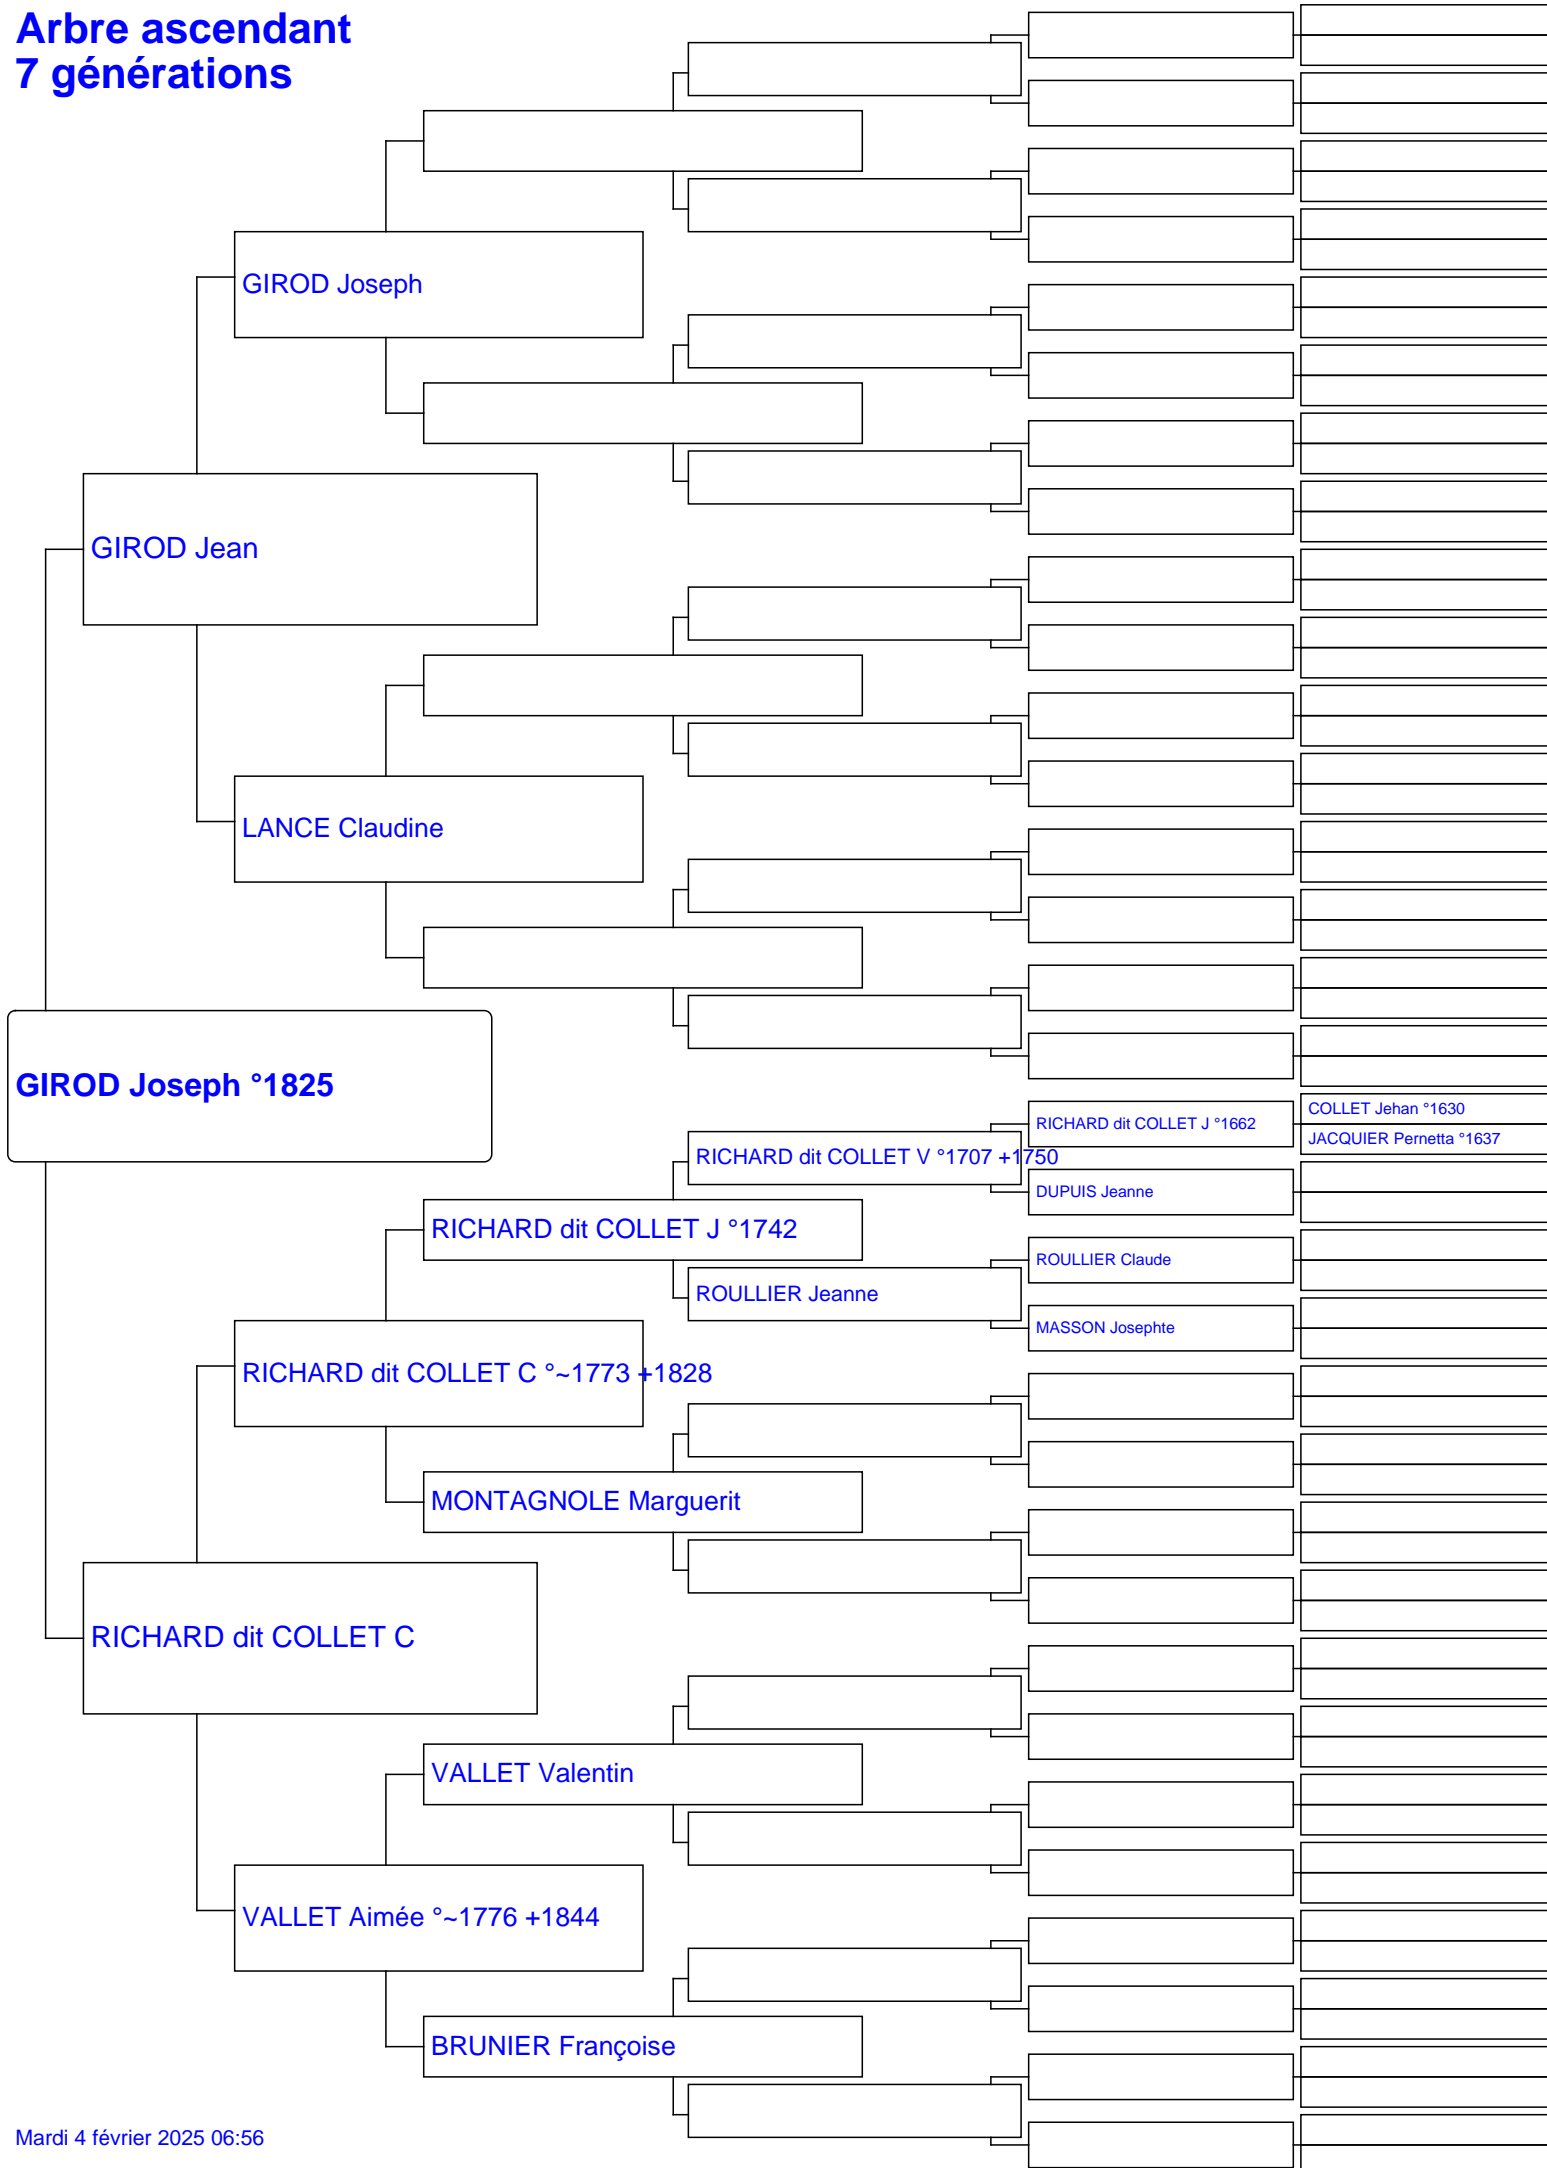 Arbre ascendant
7 générations
GIROD Joseph
GIROD Jean
LANCE Claudine
GIROD Joseph °1825
COLLET Jehan °1630
RICHARD dit COLLET J °1662
JACQUIER Pernetta °1637
RICHARD dit COLLET V °1707 +1750
DUPUIS Jeanne
RICHARD dit COLLET J °1742
ROULLIER Claude
ROULLIER Jeanne
MASSON Josephte
RICHARD dit COLLET C °~1773 +1828
MONTAGNOLE Marguerit
RICHARD dit COLLET C
VALLET Valentin
VALLET Aimée °~1776 +1844
BRUNIER Françoise
Mardi 4 février 2025 06:56